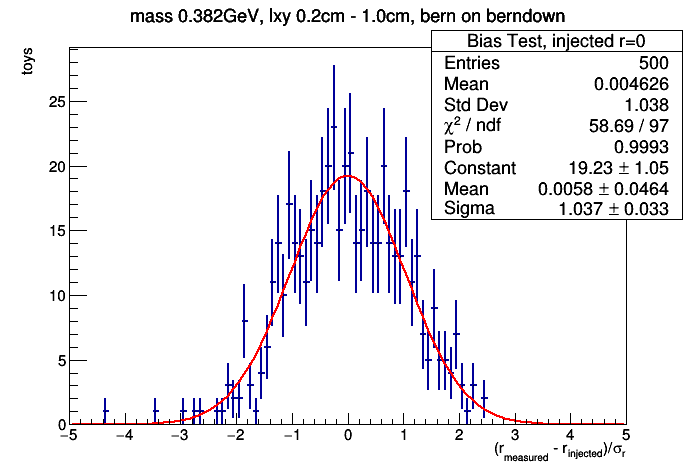 mass 0.382GeV, lxy 0.2cm - 1.0cm, bern on berndown
toys
Bias Test, injected r=0
Entries 500
Mean 0.004626
Std Dev 1.038
χ² / ndf 58.69 / 97
Prob 0.9993
Constant 19.23 ± 1.05
Mean 0.0058 ± 0.0464
Sigma 1.037 ± 0.033
25
20
15
10
5
0
−5 −4 −3 −2 −1 0 1 2 3 4 5
(r_measured - r_injected)/σ_r